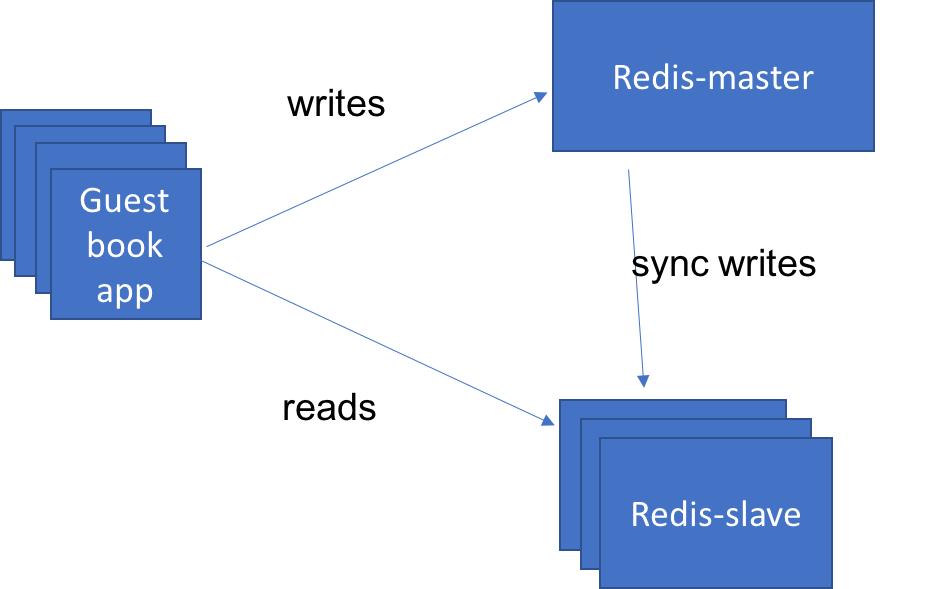 Redis-master
writes
Guest
book
app
sync writes
reads
Redis-slave